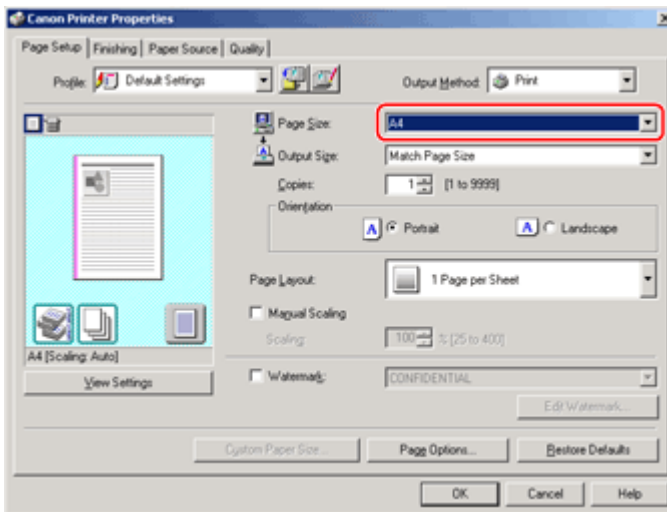 Canon Printer Properties
Page Setup Finishing Paper Source Quality
Profile: Default Settings Output Method: Print
Page Size: A4
Output Size: Match Page Size
Copies: 1 [1 to 9999]
Orientation
A Portrait A Landscape
Page Layout: 1 Page per Sheet
Manual Scaling
Scaling: 100 % [25 to 400]
A4 [Scaling: Auto]
View Settings
Watermark: CONFIDENTIAL
Edit Watermark...
Custom Paper Size... Page Options... Restore Defaults
OK Cancel Help